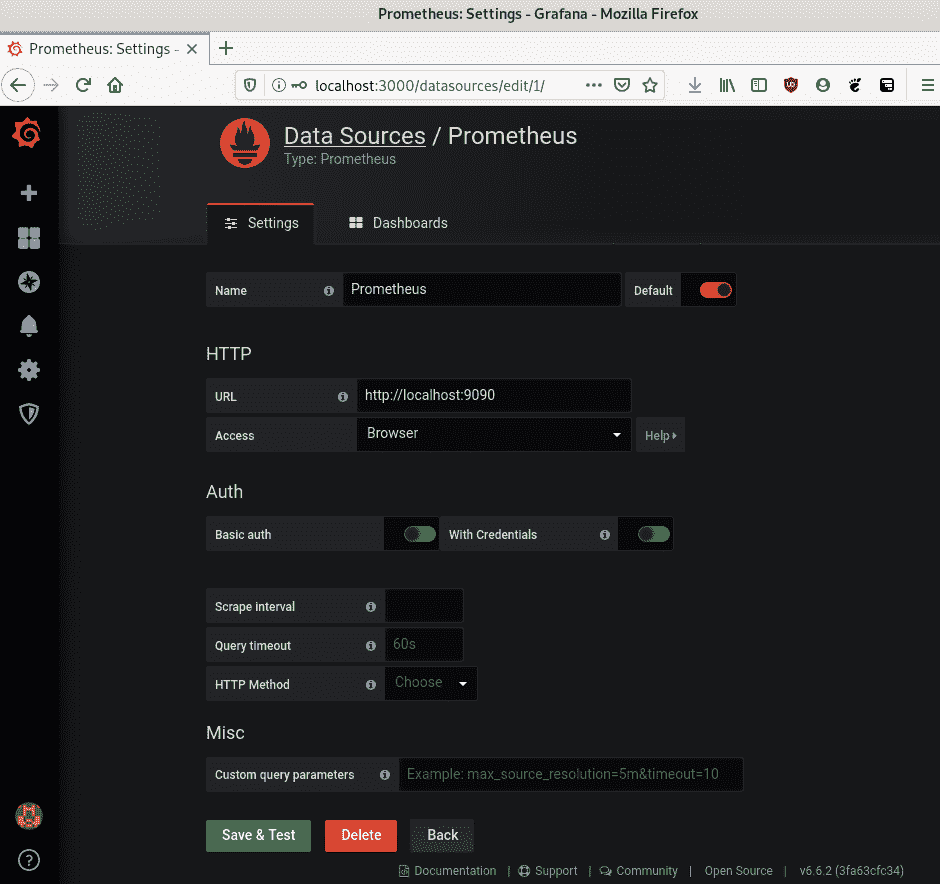 Prometheus: Settings - Grafana - Mozilla Firefox
Prometheus: Settings -
localhost:3000/datasources/edit/1/
Data Sources / Prometheus
Type: Prometheus
Settings
Dashboards
Name
Prometheus
Default
HTTP
URL
http://localhost:9090
Access
Browser
Help
Auth
Basic auth
With Credentials
Scrape interval
Query timeout
60s
HTTP Method
Choose
Misc
Custom query parameters
Example: max_source_resolution=5m&timeout=10
Save & Test
Delete
Back
Documentation | Support | Community | Open Source | v6.6.2 (3fa63cfc34)